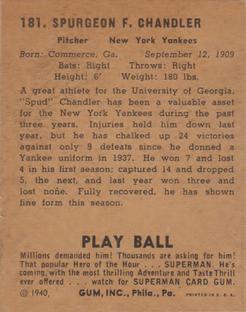 181. SPURGEON F. CHANDLER
Pitcher New York Yankees
Born: Commerce, Ga. September 12, 1909
Bats: Right Throws: Right
Height: 6' Weight: 180 lbs.
A great athlete for the University of Georgia,
"Spud" Chandler has been a valuable asset
for the New York Yankees during the past
three years. Injuries held him down last
year, but he has chalked up 24 victories
against only 9 defeats since he donned a
Yankee uniform in 1937. He won 7 and lost
4 in his first season; captured 14 and dropped
5, the next, and last year won three and
lost none. Fully recovered, he has shown
fine form this season.
PLAY BALL
Millions demanded him! Thousands are asking for him!
That popular Hero of the Hour . . . SUPERMAN. He's
coming, with the most thrilling Adventure and Taste Thrill
ever offered . . . watch for SUPERMAN CARD GUM.
© 1940, GUM, INC., Phila., Pa. PRINTED IN U.S.A.